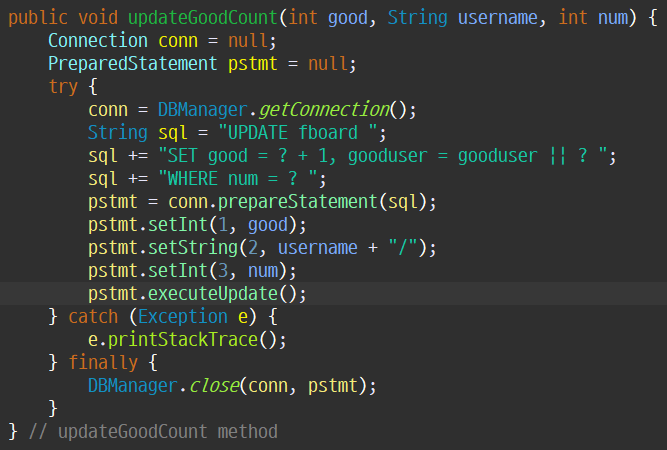 public void updateGoodCount(int good, String username, int num) {
    Connection conn = null;
    PreparedStatement pstmt = null;
    try {
        conn = DBManager.getConnection();
        String sql = "UPDATE fboard ";
        sql += "SET good = ? + 1, gooduser = gooduser || ? ";
        sql += "WHERE num = ? ";
        pstmt = conn.prepareStatement(sql);
        pstmt.setInt(1, good);
        pstmt.setString(2, username + "/");
        pstmt.setInt(3, num);
        pstmt.executeUpdate();
    } catch (Exception e) {
        e.printStackTrace();
    } finally {
        DBManager.close(conn, pstmt);
    }
} // updateGoodCount method